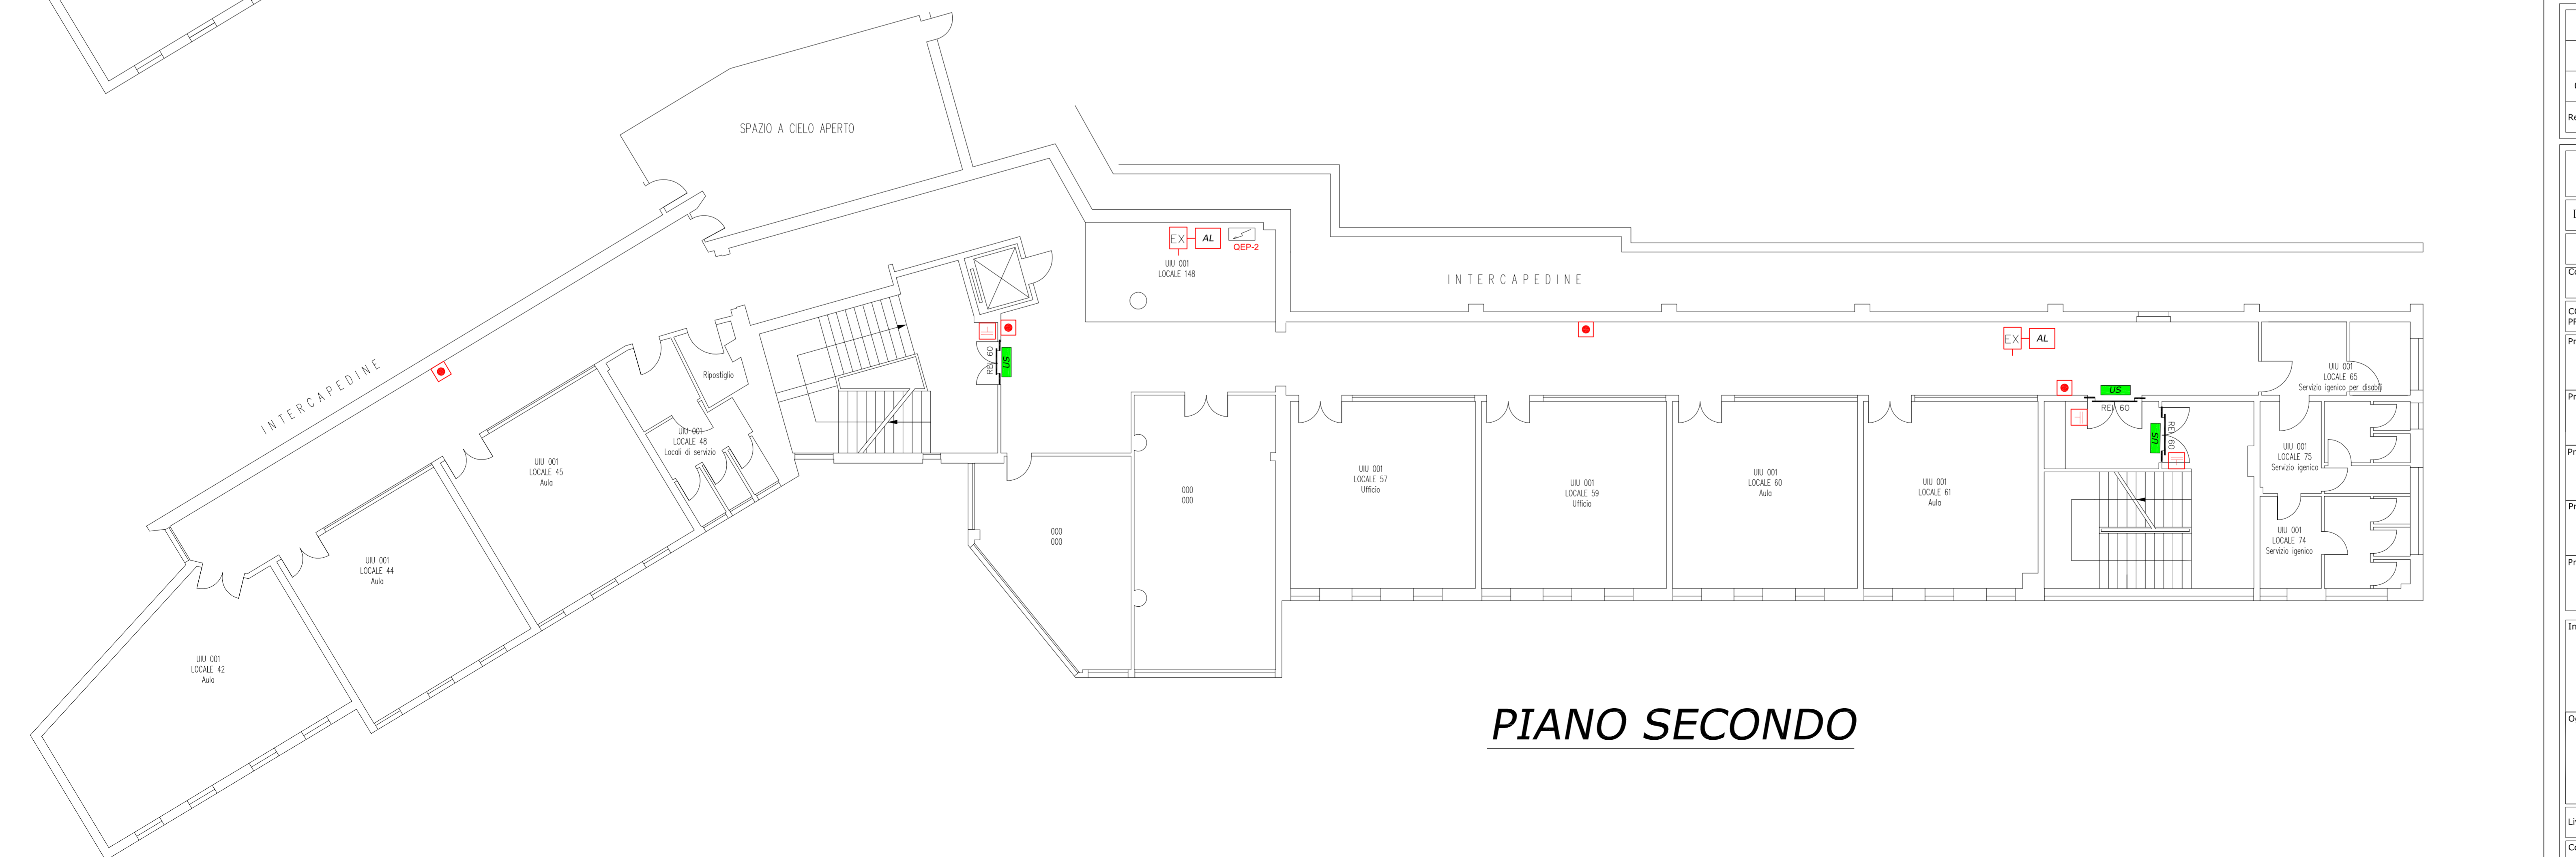 SPAZIO A CIELO APERTO
EX
AL
QEP-2
UIU 001
LOCALE 148
INTERCAPEDINE
INTERCAPEDINE
REI 60
US
EX
AL
UIU 001
LOCALE 65
Servizio igenico per disabili
Ripostiglio
US
REI 60
US
REI 60
UIU 001
LOCALE 48
Locali di servizio
UIU 001
LOCALE 45
Aula
UIU 001
LOCALE 75
Servizio igenico
UIU 001
LOCALE 57
Ufficio
UIU 001
LOCALE 59
Ufficio
UIU 001
LOCALE 60
Aula
UIU 001
LOCALE 61
Aula
000
000
000
000
UIU 001
LOCALE 74
Servizio igenico
UIU 001
LOCALE 44
Aula
UIU 001
LOCALE 42
Aula
PIANO SECONDO